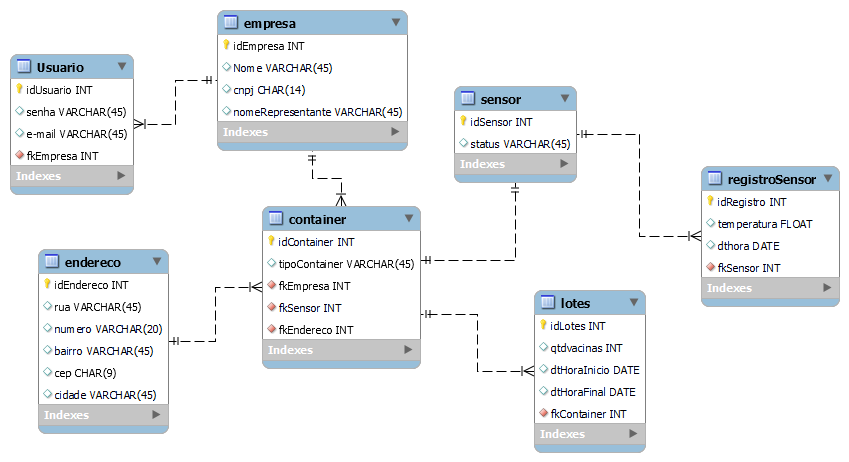 empresa
idEmpresa INT
Nome VARCHAR(45)
cnpj CHAR(14)
nomeRepresentante VARCHAR(45)
Indexes
Usuario
idUsuario INT
senha VARCHAR(45)
e-mail VARCHAR(45)
fkEmpresa INT
Indexes
sensor
idSensor INT
status VARCHAR(45)
Indexes
registroSensor
idRegistro INT
temperatura FLOAT
dthora DATE
fkSensor INT
Indexes
container
idContainer INT
tipoContainer VARCHAR(45)
fkEmpresa INT
fkSensor INT
fkEndereco INT
Indexes
endereco
idEndereco INT
rua VARCHAR(45)
numero VARCHAR(20)
bairro VARCHAR(45)
cep CHAR(9)
cidade VARCHAR(45)
Indexes
lotes
idLotes INT
qtdvacinas INT
dtHoraInicio DATE
dtHoraFinal DATE
fkContainer INT
Indexes